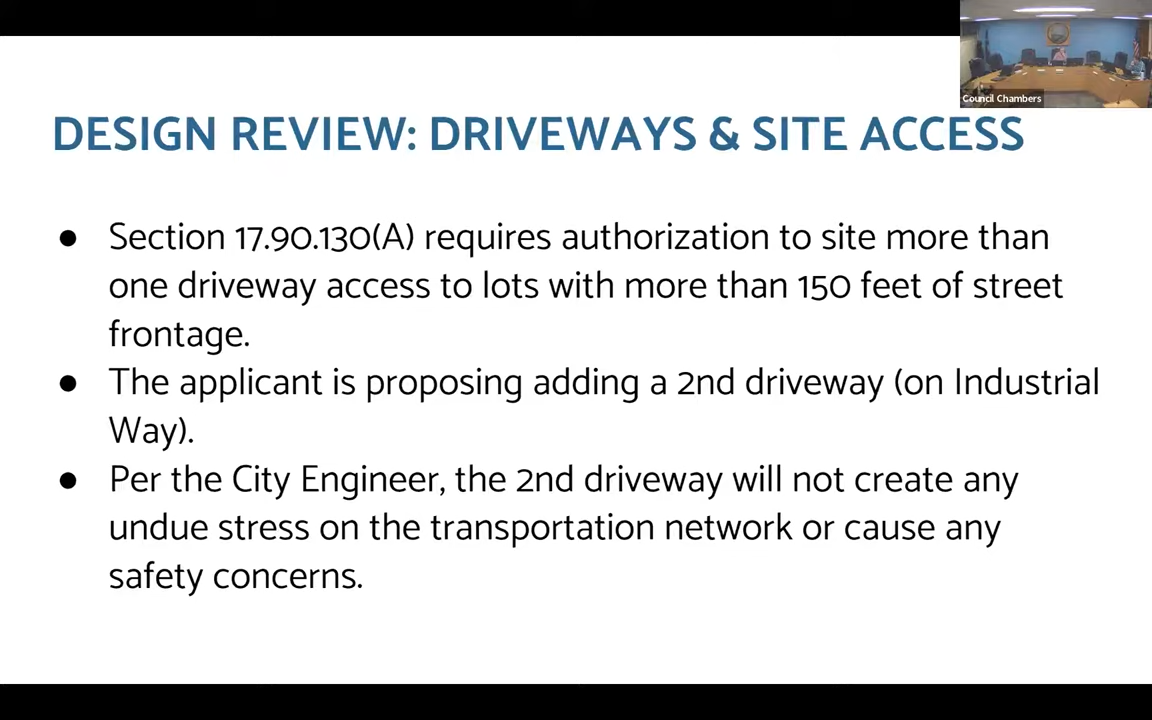 Council Chambers
DESIGN REVIEW: DRIVEWAYS & SITE ACCESS
● Section 17.90.130(A) requires authorization to site more than
one driveway access to lots with more than 150 feet of street
frontage.
● The applicant is proposing adding a 2nd driveway (on Industrial
Way).
● Per the City Engineer, the 2nd driveway will not create any
undue stress on the transportation network or cause any
safety concerns.